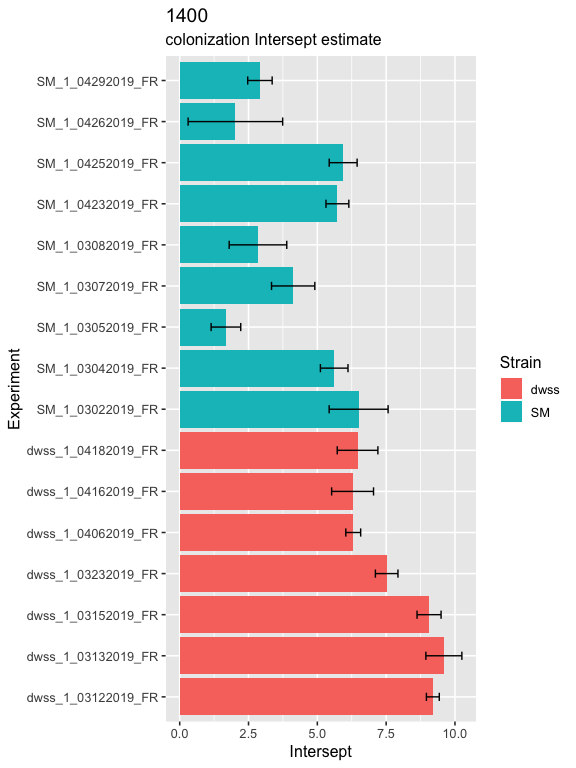 1400
colonization Intersept estimate
SM_1_04292019_FR
SM_1_04262019_FR
SM_1_04252019_FR
SM_1_04232019_FR
SM_1_03082019_FR
SM_1_03072019_FR
SM_1_03052019_FR
SM_1_03042019_FR
SM_1_03022019_FR
dwss_1_04182019_FR
dwss_1_04162019_FR
dwss_1_04062019_FR
dwss_1_03232019_FR
dwss_1_03152019_FR
dwss_1_03132019_FR
dwss_1_03122019_FR
Experiment
0.0 2.5 5.0 7.5 10.0
Intersept
Strain
dwss
SM